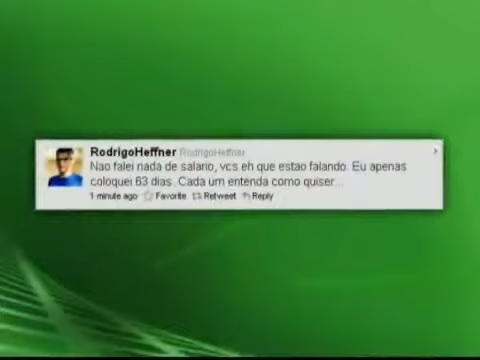 RodrigoHeffner RodrigoHeffner
Nao falei nada de salario, vcs eh que estao falando. Eu apenas
coloquei 63 dias. Cada um entenda como quiser...
1 minute ago Favorite Retweet Reply